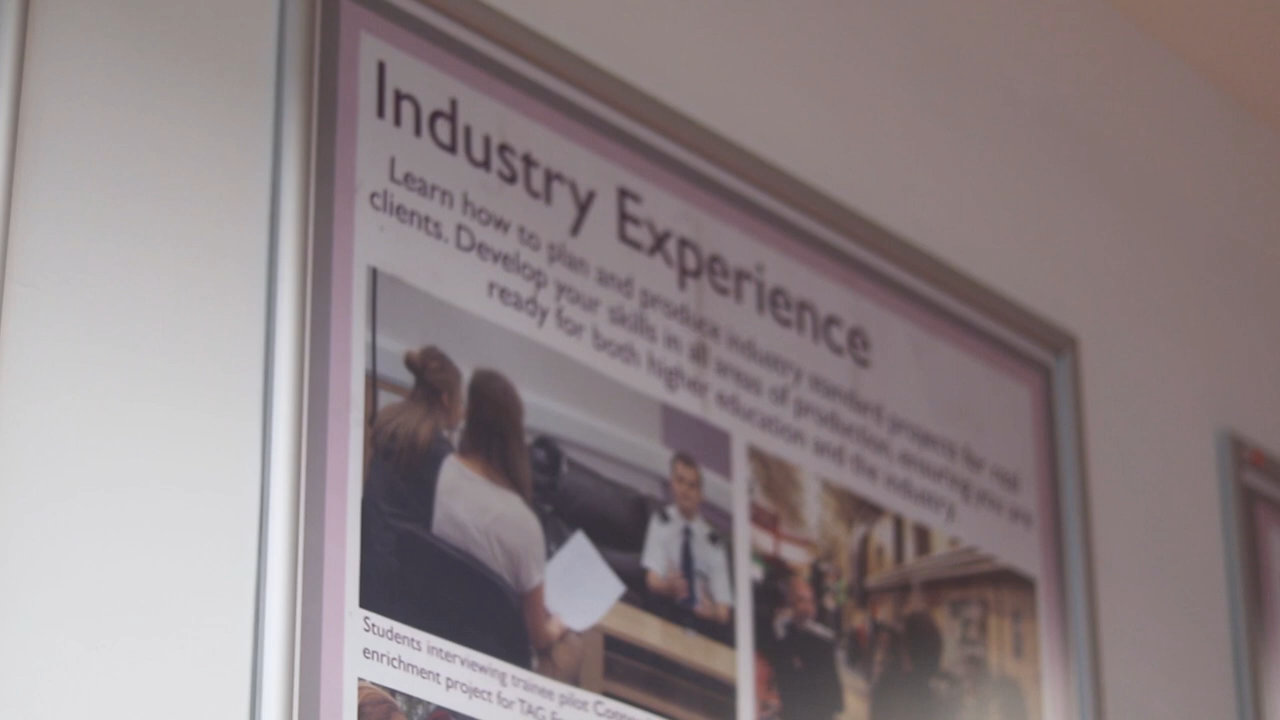 Industry Experience
Learn how to plan and produce industry standard projects for real
clients. Develop your skills in all areas of production, ensuring you are
ready for both higher education and the industry.
Students interviewing trainee pilot
enrichment project for TAG